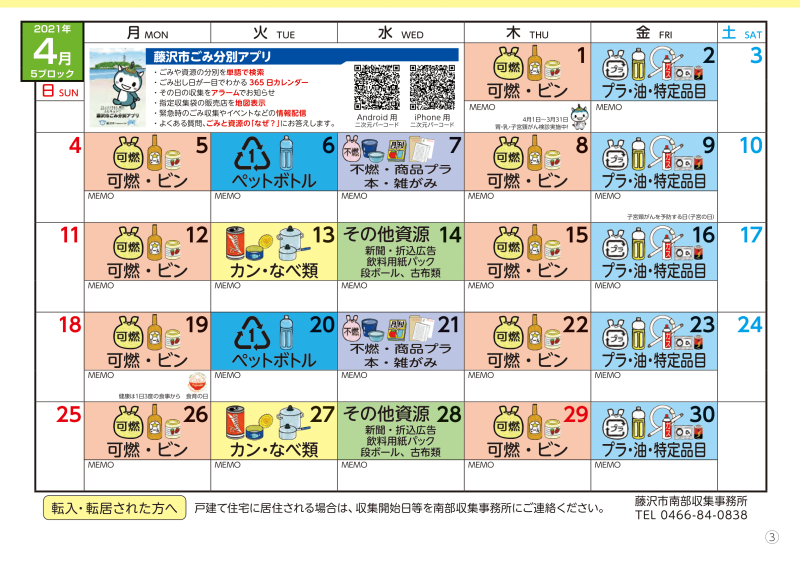 2021年
4月
5ブロック
日 SUN
月 MON
火 TUE
水 WED
木 THU
金 FRI
土 SAT
藤沢市ごみ分別アプリ
・ごみや資源の分別を単語で検索
・ごみ出し日が一目でわかる 365日カレンダー
・その日の収集をアラームでお知らせ
・指定収集袋の販売店を地図表示
・緊急時のごみ収集やイベントなどの情報配信
・よくある質問、ごみと資源の「なぜ？」にお答えします。
Android 用
二次元バーコード
iPhone 用
二次元バーコード
可燃
1
可燃・ビン
MEMO
4月1日～3月31日
胃・乳・子宮頸がん検診実施中!
プラ
2
プラ・油・特定品目
MEMO
3
4
可燃
5
可燃・ビン
MEMO
1
6
ペットボトル
MEMO
不燃
月刊
7
不燃・商品プラ
本・雑がみ
MEMO
可燃
8
可燃・ビン
MEMO
プラ
9
プラ・油・特定品目
MEMO
子宮頸がんを予防する日(子宮の日)
10
11
可燃
12
可燃・ビン
MEMO
13
カン・なべ類
MEMO
その他資源 14
新聞・折込広告
飲料用紙パック
段ボール、古布類
MEMO
可燃
15
可燃・ビン
MEMO
プラ
16
プラ・油・特定品目
MEMO
17
18
可燃
19
可燃・ビン
MEMO
健康は1日3度の食事から 食育の日
1
20
ペットボトル
MEMO
不燃
月刊
21
不燃・商品プラ
本・雑がみ
MEMO
可燃
22
可燃・ビン
MEMO
プラ
23
プラ・油・特定品目
MEMO
24
25
可燃
26
可燃・ビン
MEMO
27
カン・なべ類
MEMO
その他資源 28
新聞・折込広告
飲料用紙パック
段ボール、古布類
MEMO
可燃
29
可燃・ビン
MEMO
プラ
30
プラ・油・特定品目
MEMO
転入・転居された方へ
戸建て住宅に居住される場合は、収集開始日等を南部収集事務所にご連絡ください。
藤沢市南部収集事務所
TEL 0466-84-0838
3